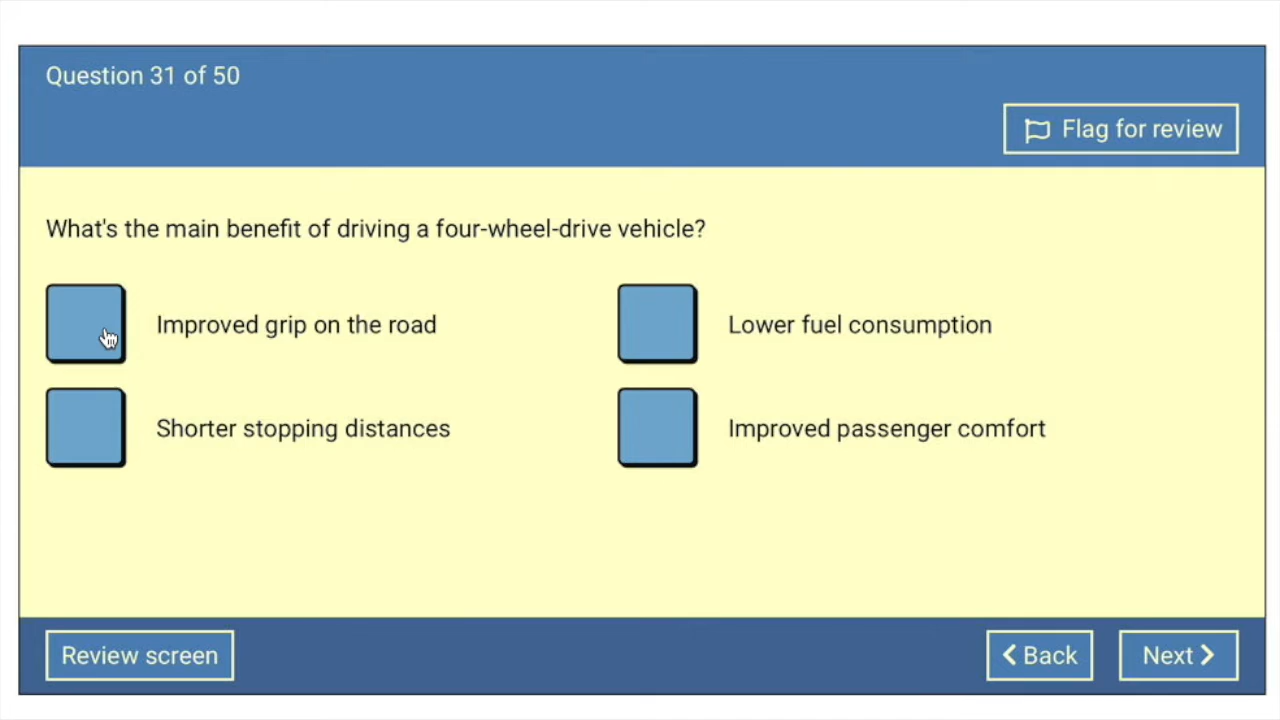 Question 31 of 50
Flag for review
What's the main benefit of driving a four-wheel-drive vehicle?
Improved grip on the road
Lower fuel consumption
Shorter stopping distances
Improved passenger comfort
Review screen
Back
Next